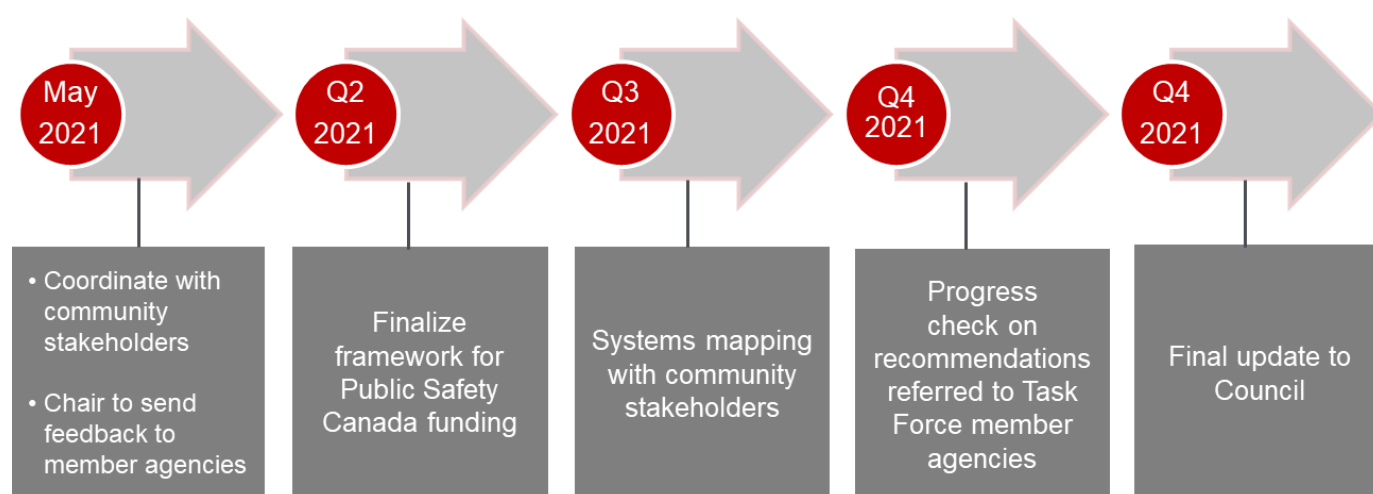 May
2021
Q2
2021
Q3
2021
Q4
2021
Q4
2021
• Coordinate with
community
stakeholders
• Chair to send
feedback to
member agencies
Finalize
framework for
Public Safety
Canada funding
Systems mapping
with community
stakeholders
Progress
check on
recommendations
referred to Task
Force member
agencies
Final update to
Council